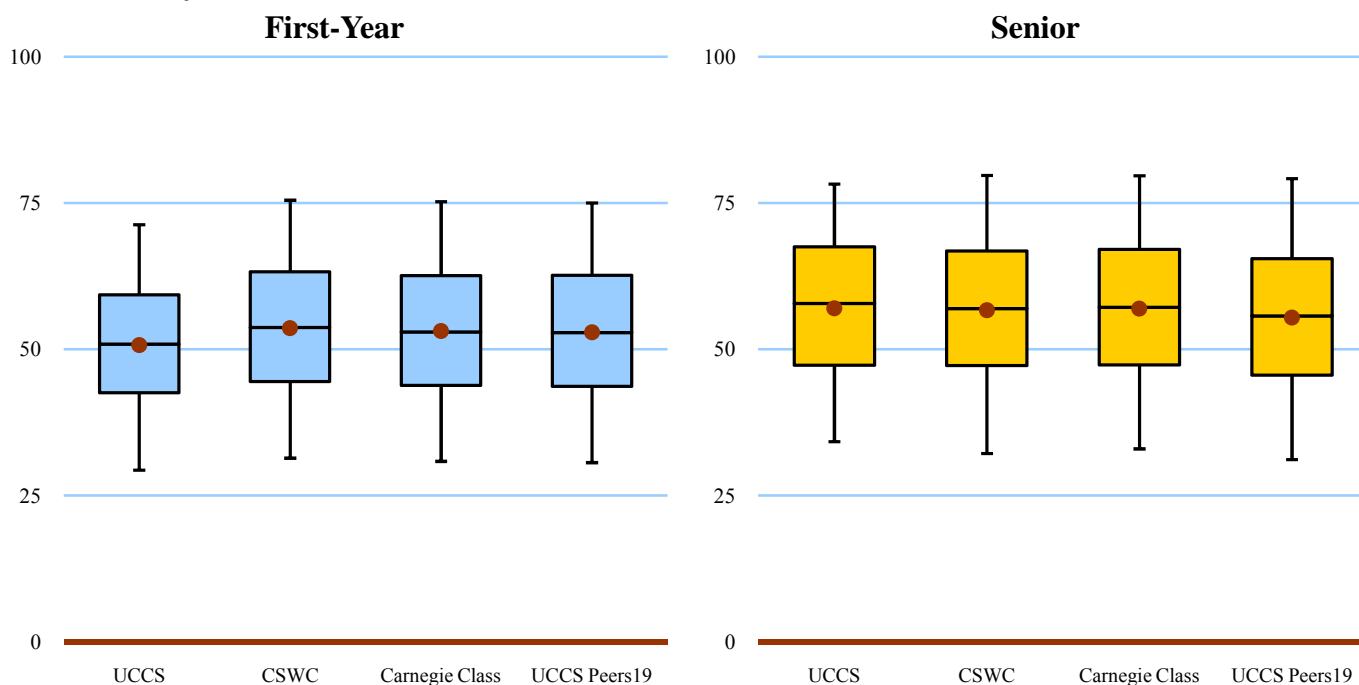 First-Year
100
75
50
25
0
UCCS
CSWC
Carnegie Class
UCCS Peers19
Senior
100
75
50
25
0
UCCS
CSWC
Carnegie Class
UCCS Peers19